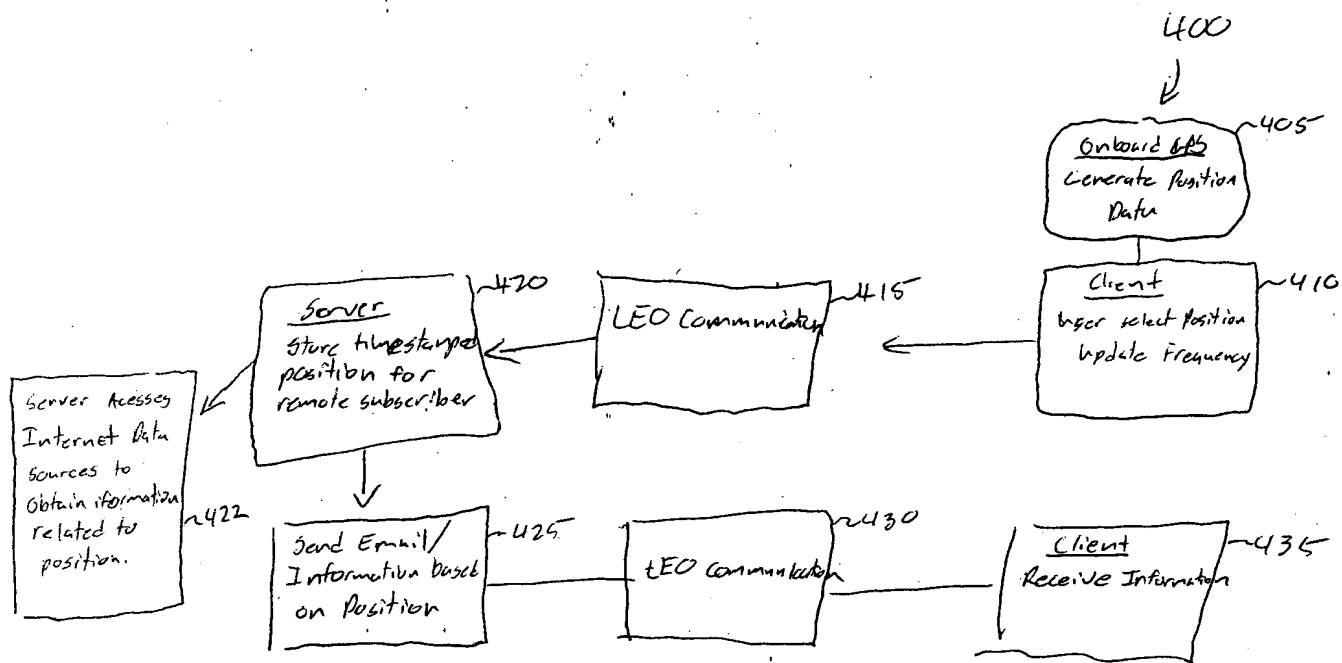 400
405
Onboard GPS
Generate Position
Data
410
Client
User select Position
Update Frequency
415
LEO Communication
420
Server
Store timestamped
position for
remote subscriber
Server Acesses
Internet Data
sources to
Obtain iformation
related to
position.
422
425
Send Email/
Information based
on Position
430
LEO Communication
435
Client
Receive Information